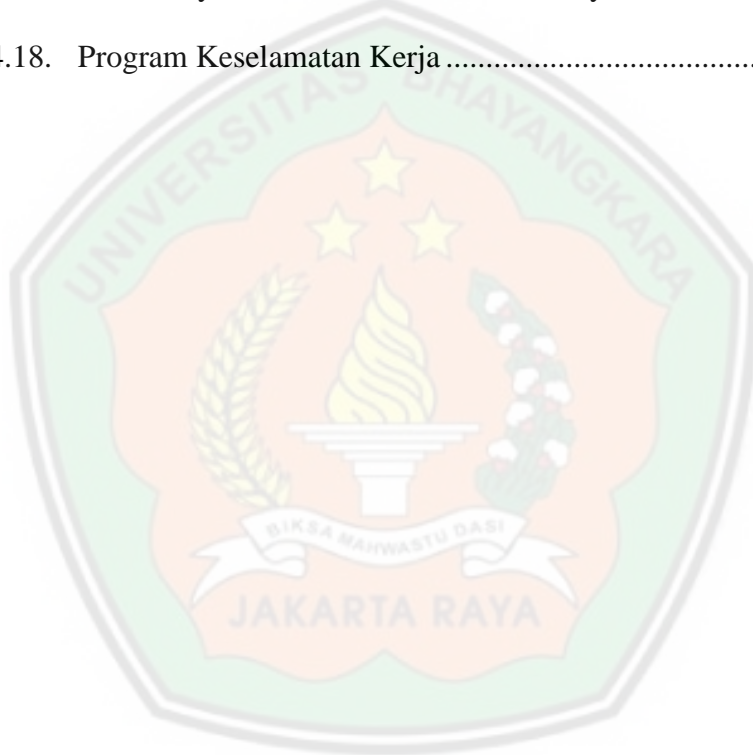 4.18. Program Keselamatan Kerja ....................................
UNIVERSITAS BHAYANGKARA
BIKSA MAHWASTU DASI
JAKARTA RAYA